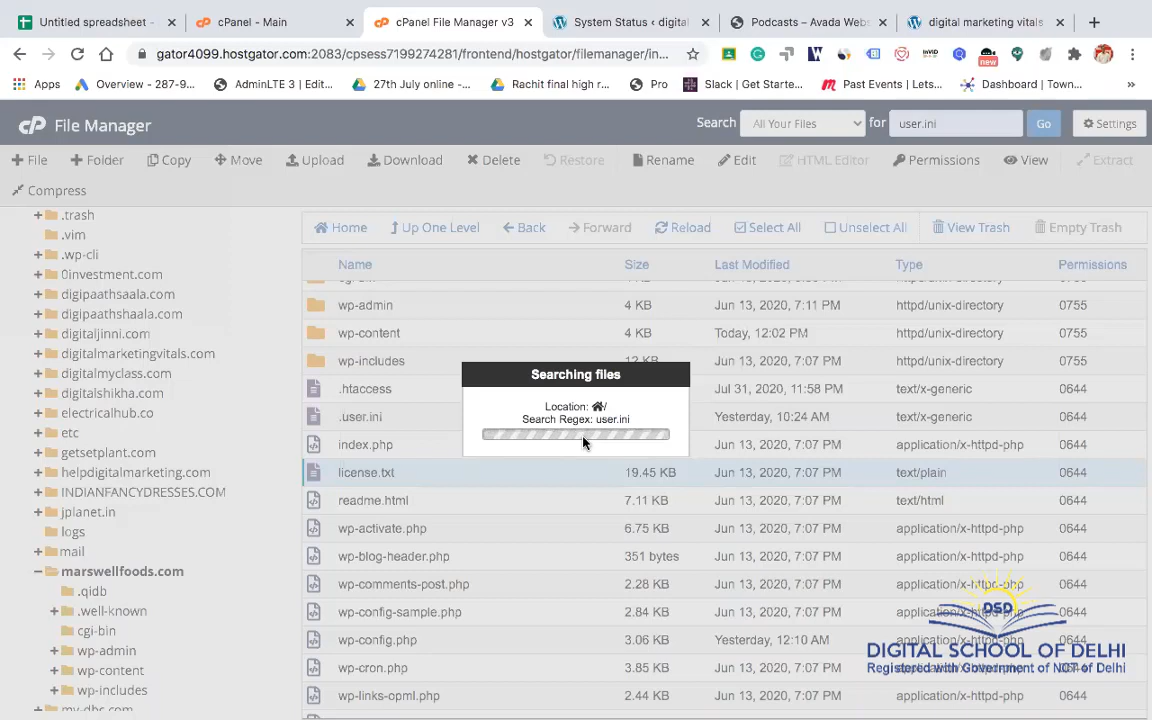 Untitled spreadsheet -
cPanel - Main
cPanel File Manager v3
System Status ‹ digital
Podcasts – Avada Webs
digital marketing vitals
gator4099.hostgator.com:2083/cpsess7199274281/frontend/hostgator/filemanager/in...
new
Apps
Overview - 287-9...
AdminLTE 3 | Edit...
27th July online -...
Rachit final high r...
Pro
Slack | Get Starte...
Past Events | Lets...
Dashboard | Town...
»
cP File Manager
Search All Your Files for user.ini Go Settings
File
Folder
Copy
Move
Upload
Download
Delete
Restore
Rename
Edit
HTML Editor
Permissions
View
Extract
Compress
.trash
.vim
.wp-cli
0investment.com
digipaathsaala.com
digipaathshaala.com
digitaljinni.com
digitalmarketingvitals.com
digitalmyclass.com
digitalshikha.com
electricalhub.co
etc
getsetplant.com
helpdigitalmarketing.com
INDIANFANCYDRESSES.COM
jplanet.in
logs
mail
marswellfoods.com
.qidb
.well-known
cgi-bin
wp-admin
wp-content
wp-includes
my-dbc.com
Home
Up One Level
Back
Forward
Reload
Select All
Unselect All
View Trash
Empty Trash
Name Size Last Modified Type Permissions
wp-admin 4 KB Jun 13, 2020, 7:11 PM httpd/unix-directory 0755
wp-content 4 KB Today, 12:02 PM httpd/unix-directory 0755
wp-includes 12 KB Jun 13, 2020, 7:07 PM httpd/unix-directory 0755
.htaccess Jul 31, 2020, 11:58 PM text/x-generic 0644
.user.ini Yesterday, 10:24 AM text/x-generic 0644
index.php Jun 13, 2020, 7:07 PM application/x-httpd-php 0644
license.txt 19.45 KB Jun 13, 2020, 7:07 PM text/plain 0644
readme.html 7.11 KB Jun 13, 2020, 7:07 PM text/html 0644
wp-activate.php 6.75 KB Jun 13, 2020, 7:07 PM application/x-httpd-php 0644
wp-blog-header.php 351 bytes Jun 13, 2020, 7:07 PM application/x-httpd-php 0644
wp-comments-post.php 2.28 KB Jun 13, 2020, 7:07 PM application/x-httpd-php 0644
wp-config-sample.php 2.84 KB Jun 13, 2020, 7:07 PM application/x-httpd-php 0644
wp-config.php 3.06 KB Yesterday, 12:10 AM 0644
wp-cron.php 3.85 KB Jun 13, 2020, 7:07 PM
wp-links-opml.php 2.44 KB Jun 13, 2020, 7:07 PM application/x-httpd-php 0644
Searching files
Location: /
Search Regex: user.ini
DSD
DIGITAL SCHOOL OF DELHI
Registered with Government of NCT of Delhi